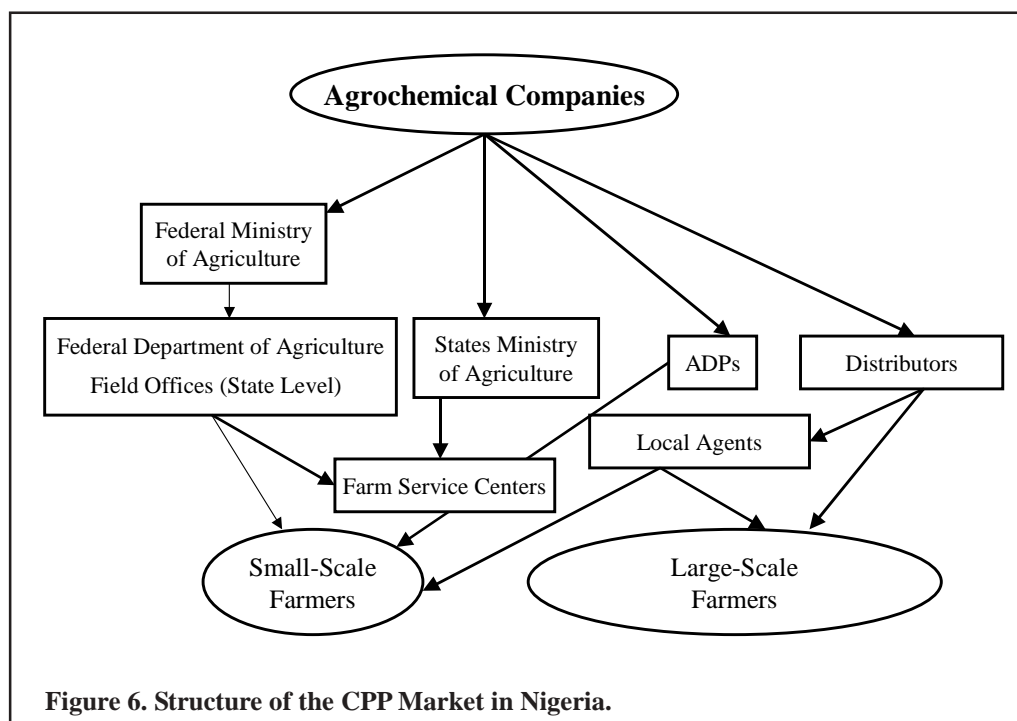 Agrochemical Companies
Federal Ministry
of Agriculture
Federal Department of Agriculture
Field Offices (State Level)
States Ministry
of Agriculture
ADPs
Distributors
Local Agents
Farm Service Centers
Small-Scale
Farmers
Large-Scale
Farmers
Figure 6. Structure of the CPP Market in Nigeria.